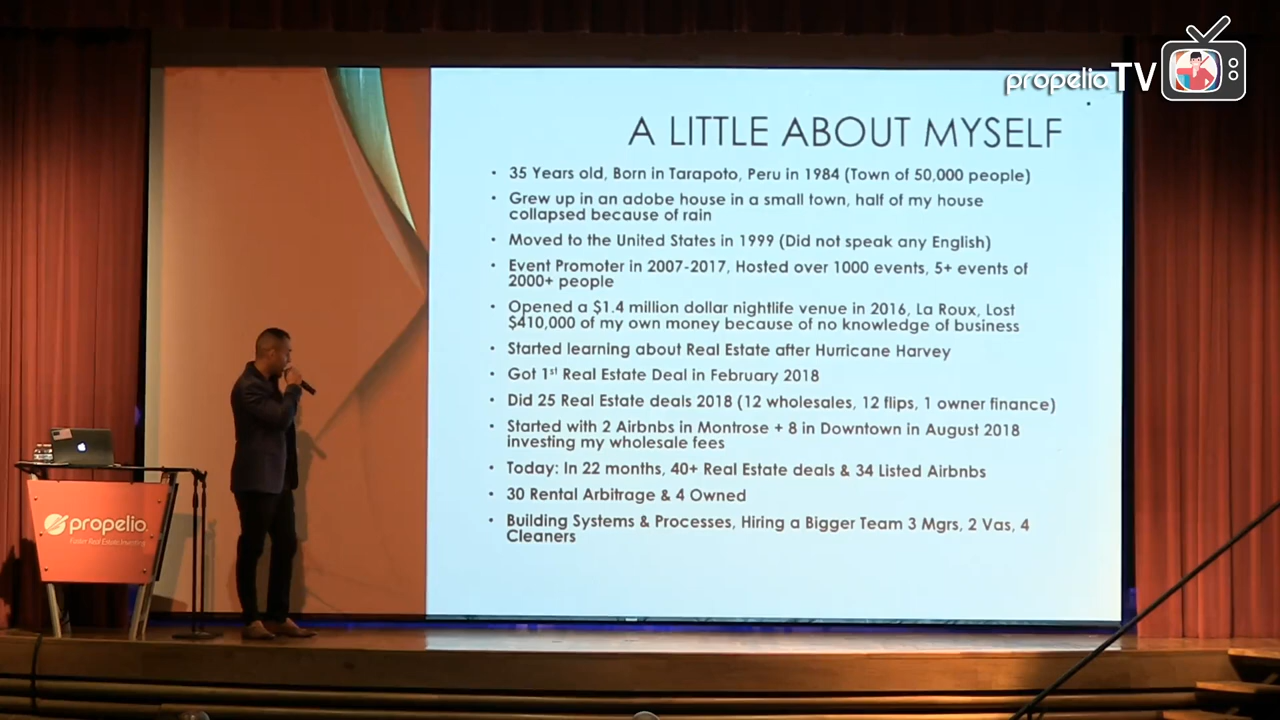 propelio TV
A LITTLE ABOUT MYSELF
• 35 Years old, Born in Tarapoto, Peru in 1984 (Town of 50,000 people)
• Grew up in an adobe house in a small town, half of my house
collapsed because of rain
• Moved to the United States in 1999 (Did not speak any English)
• Event Promoter in 2007-2017, Hosted over 1000 events, 5+ events of
2000+ people
• Opened a $1.4 million dollar nightlife venue in 2016, La Roux, Lost
$410,000 of my own money because of no knowledge of business
• Started learning about Real Estate after Hurricane Harvey
• Got 1st Real Estate Deal in February 2018
• Did 25 Real Estate deals 2018 (12 wholesales, 12 flips, 1 owner finance)
• Started with 2 Airbnbs in Montrose + 8 in Downtown in August 2018
investing my wholesale fees
• Today: In 22 months, 40+ Real Estate deals & 34 Listed Airbnbs
• 30 Rental Arbitrage & 4 Owned
• Building Systems & Processes, Hiring a Bigger Team 3 Mgrs, 2 Vas, 4
Cleaners
propelio.
Faster Real Estate Investing